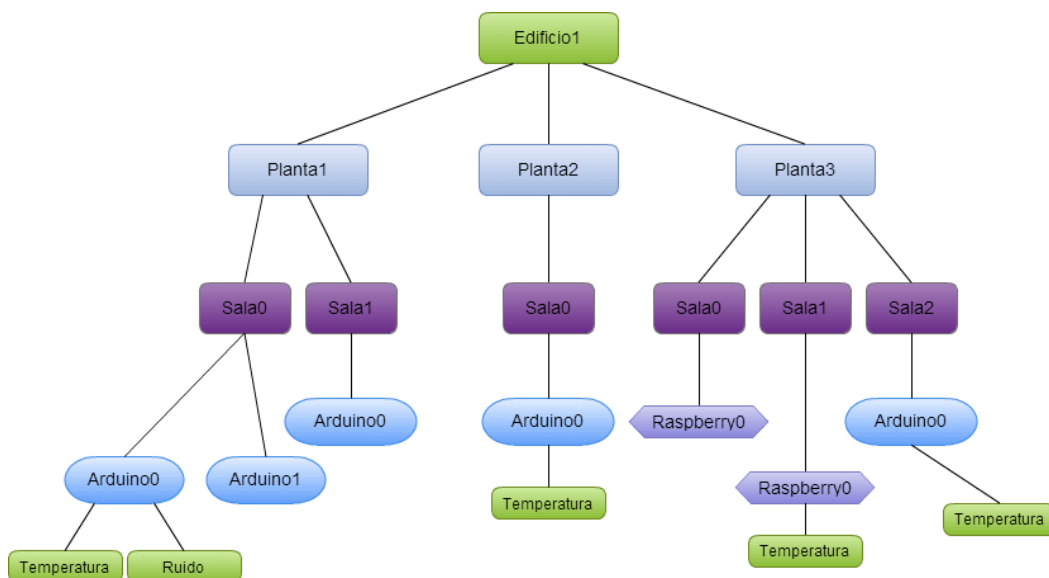 Edificio1
Planta1
Planta2
Planta3
Sala0
Sala1
Sala0
Sala0
Sala1
Sala2
Arduino0
Arduino0
Raspberry0
Arduino0
Arduino0
Arduino1
Raspberry0
Temperatura
Temperatura
Temperatura
Temperatura
Ruido